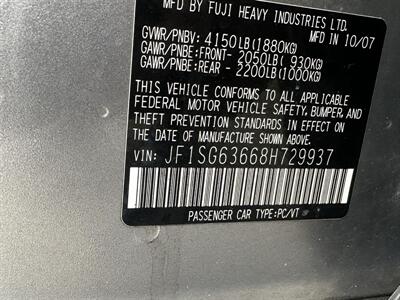 MFD BY FUJI HEAVY INDUSTRIES LTD.
GVWR/PNBV: 4150LB(1880KG) MFD IN 10/07
GAWR/PNBE:FRONT- 2050LB( 930KG)
GAWR/PNBE:REAR - 2200LB(1000KG)
THIS VEHICLE CONFORMS TO ALL APPLICABLE
FEDERAL MOTOR VEHICLE SAFETY, BUMPER, AND
THEFT PREVENTION STANDARDS IN EFFECT ON
THE DATE OF MANUFACTURE SHOWN ABOVE.
VIN: JF1SG63668H729937
PASSENGER CAR TYPE:PC/VT